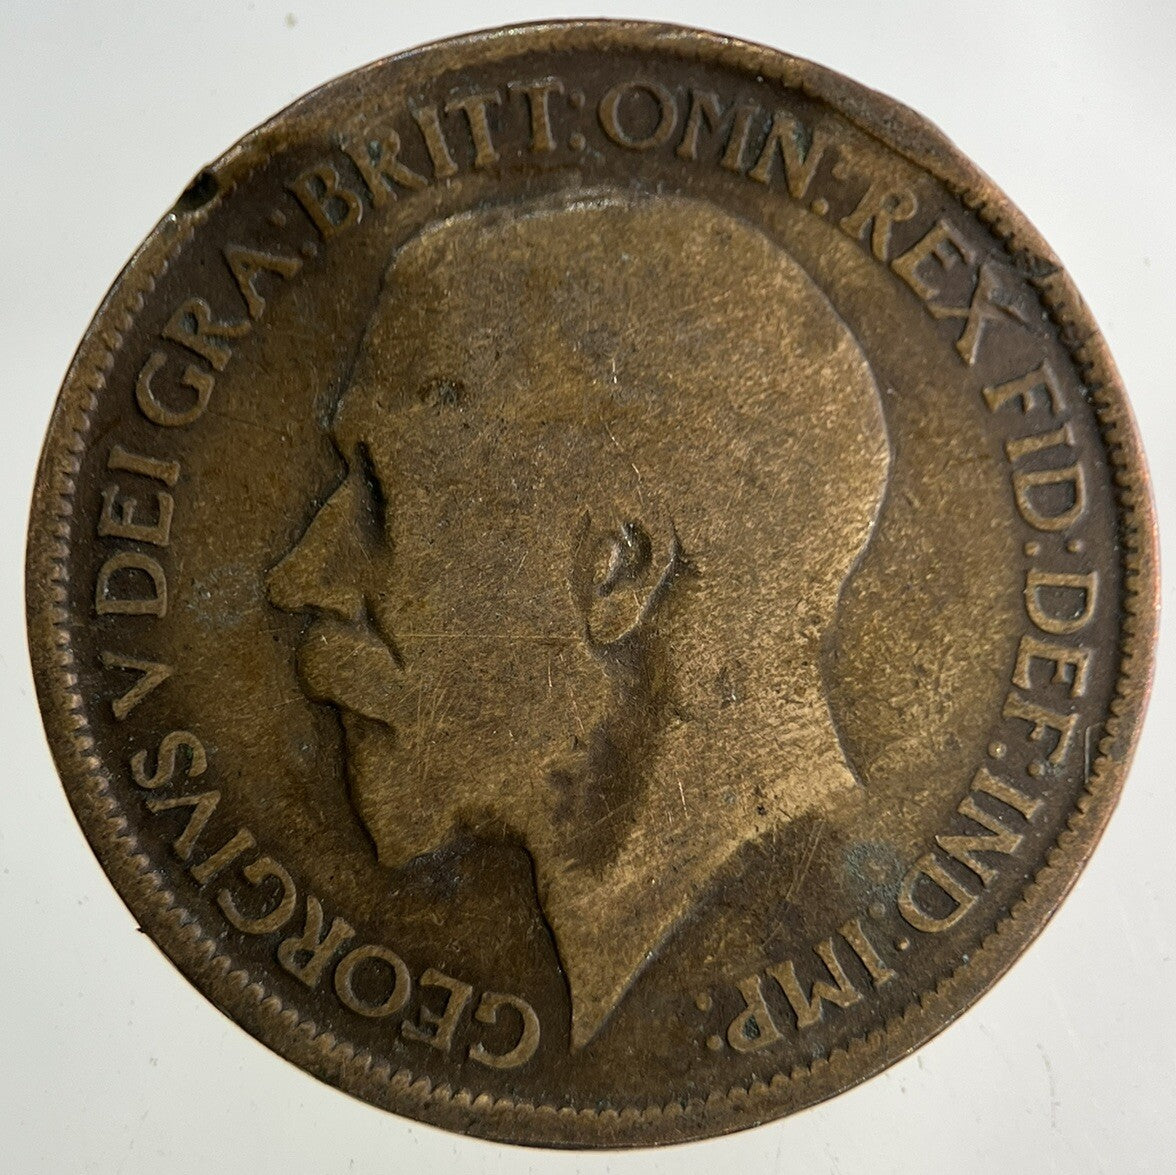 GEORGIVS V DEI GRA: BRITT: OMN: REX FID: DEF: IND: IMP: